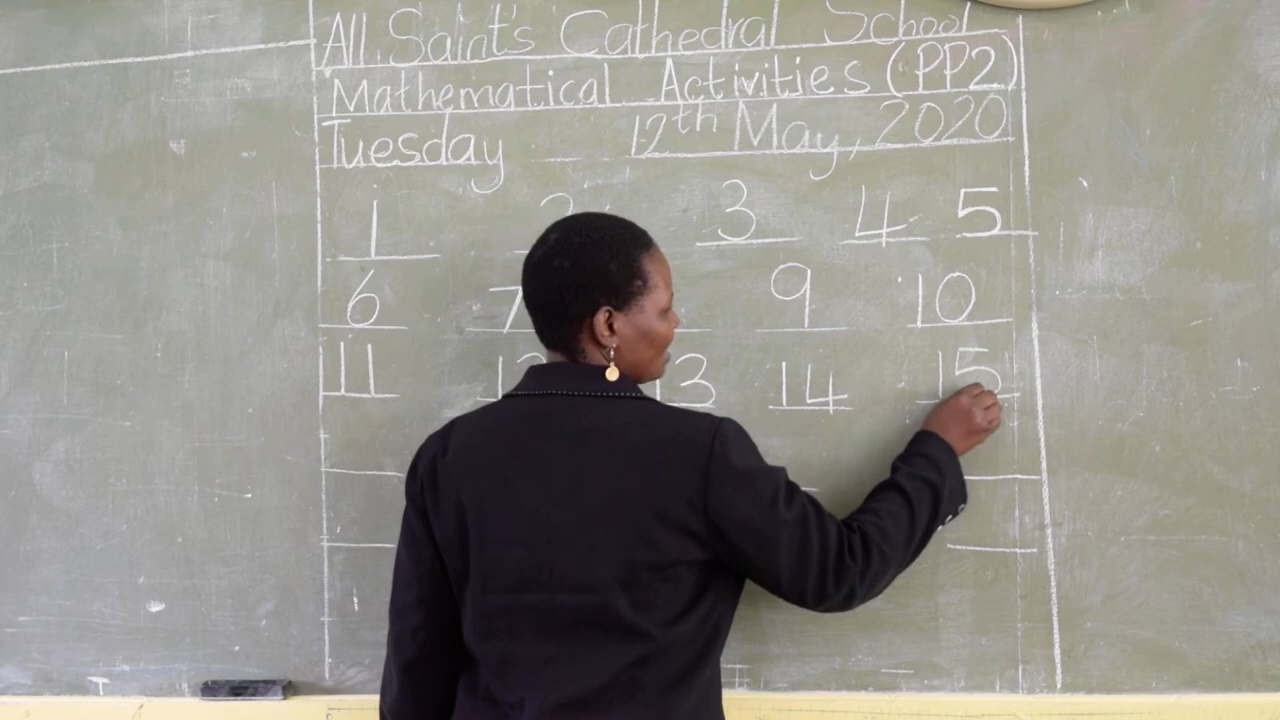 All Saint's Cathedral School
Mathematical Activities (PP2)
Tuesday 12th May, 2020
1 2 3 4 5
6 7 9 10
11 12 13 14 15